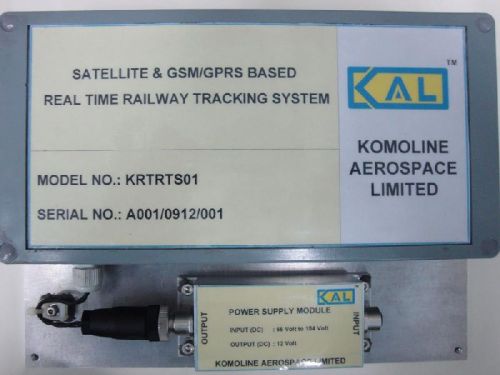 SATELLITE & GSM/GPRS BASED
REAL TIME RAILWAY TRACKING SYSTEM
MODEL NO.: KRTRTS01
SERIAL NO.: A001/0912/001
KAL TM
KOMOLINE
AEROSPACE
LIMITED
KAL
OUTPUT
POWER SUPPLY MODULE
INPUT (DC) : 66 Volt to 154 Volt
OUTPUT (DC) : 12 Volt
INPUT
KOMOLINE AEROSPACE LIMITED